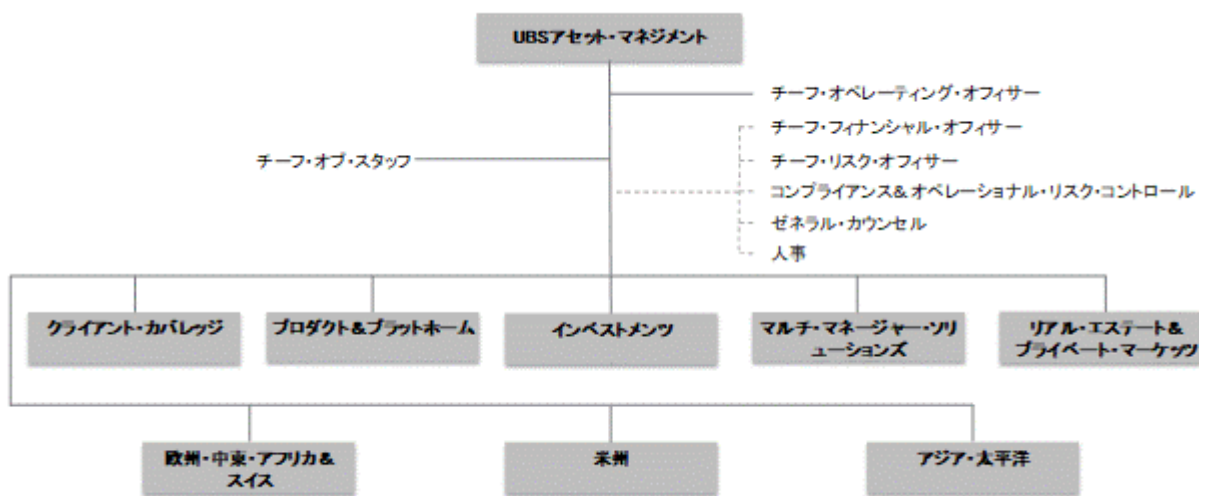 UBSアセット・マネジメント
チーフ・オペレーティング・オフィサー
チーフ・フィナンシャル・オフィサー
チーフ・オブ・スタッフ
チーフ・リスク・オフィサー
コンプライアンス&オペレーショナル・リスク・コントロール
ゼネラル・カウンセル
人事
クライアント・カバレッジ
プロダクト&プラットホーム
インベストメンツ
マルチ・マネージャー・ソリ
ューションズ
リアル・エステート&
プライベート・マーケッツ
欧州・中東・アフリカ&
スイス
米州
アジア・太平洋